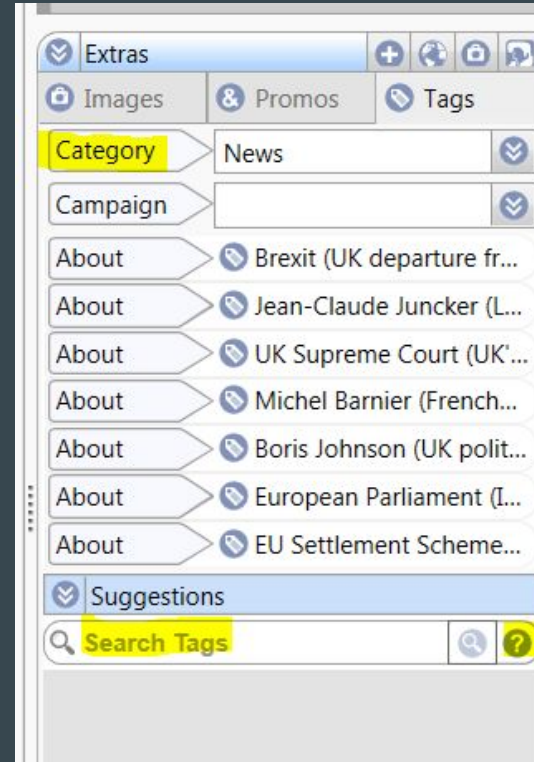 Extras
Images & Promos Tags
Category News
Campaign
About Brexit (UK departure fr...
About Jean-Claude Juncker (L...
About UK Supreme Court (UK'...
About Michel Barnier (French...
About Boris Johnson (UK polit...
About European Parliament (I...
About EU Settlement Scheme...
Suggestions
Search Tags ?